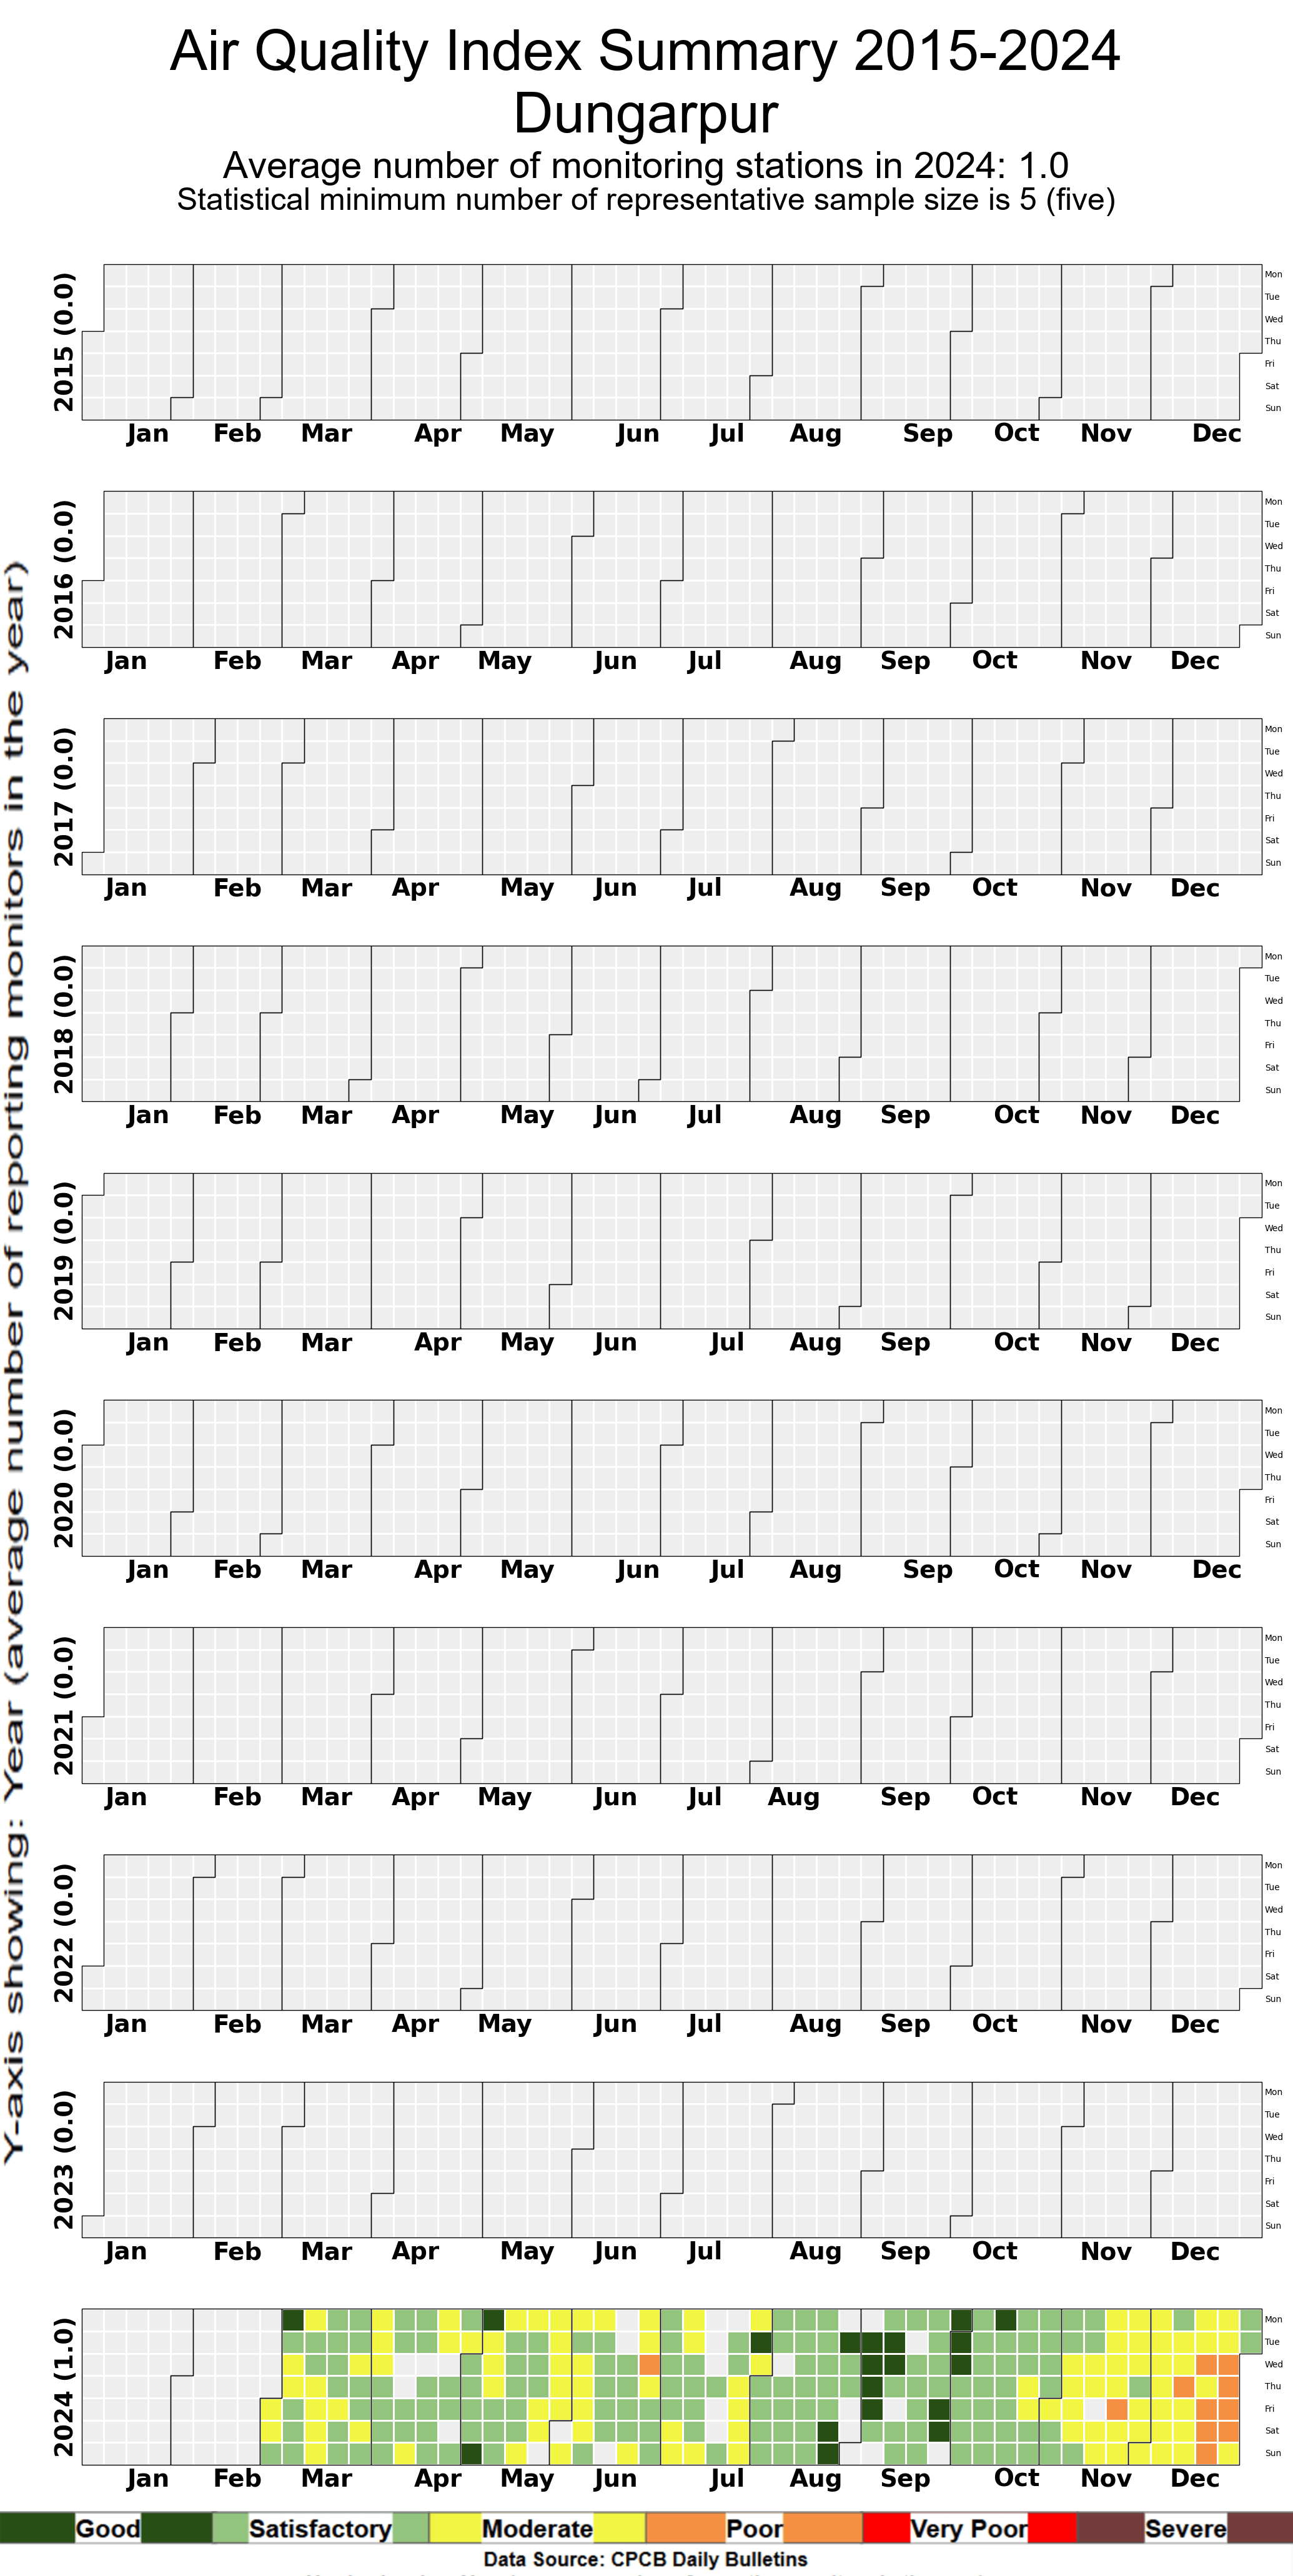 Air Quality Index Summary 2015-2024
Dungarpur
Average number of monitoring stations in 2024: 1.0
Statistical minimum number of representative sample size is 5 (five)
Y-axis showing: Year (average number of reporting monitors in the year)
2015 (0.0)
Mon
Tue
Wed
Thu
Fri
Sat
Sun
Jan Feb Mar Apr May Jun Jul Aug Sep Oct Nov Dec
2016 (0.0)
Mon
Tue
Wed
Thu
Fri
Sat
Sun
Jan Feb Mar Apr May Jun Jul Aug Sep Oct Nov Dec
2017 (0.0)
Mon
Tue
Wed
Thu
Fri
Sat
Sun
Jan Feb Mar Apr May Jun Jul Aug Sep Oct Nov Dec
2018 (0.0)
Mon
Tue
Wed
Thu
Fri
Sat
Sun
Jan Feb Mar Apr May Jun Jul Aug Sep Oct Nov Dec
2019 (0.0)
Mon
Tue
Wed
Thu
Fri
Sat
Sun
Jan Feb Mar Apr May Jun Jul Aug Sep Oct Nov Dec
2020 (0.0)
Mon
Tue
Wed
Thu
Fri
Sat
Sun
Jan Feb Mar Apr May Jun Jul Aug Sep Oct Nov Dec
2021 (0.0)
Mon
Tue
Wed
Thu
Fri
Sat
Sun
Jan Feb Mar Apr May Jun Jul Aug Sep Oct Nov Dec
2022 (0.0)
Mon
Tue
Wed
Thu
Fri
Sat
Sun
Jan Feb Mar Apr May Jun Jul Aug Sep Oct Nov Dec
2023 (0.0)
Mon
Tue
Wed
Thu
Fri
Sat
Sun
Jan Feb Mar Apr May Jun Jul Aug Sep Oct Nov Dec
2024 (1.0)
Mon
Tue
Wed
Thu
Fri
Sat
Sun
Jan Feb Mar Apr May Jun Jul Aug Sep Oct Nov Dec
Good Satisfactory Moderate Poor Very Poor Severe
Data Source: CPCB Daily Bulletins